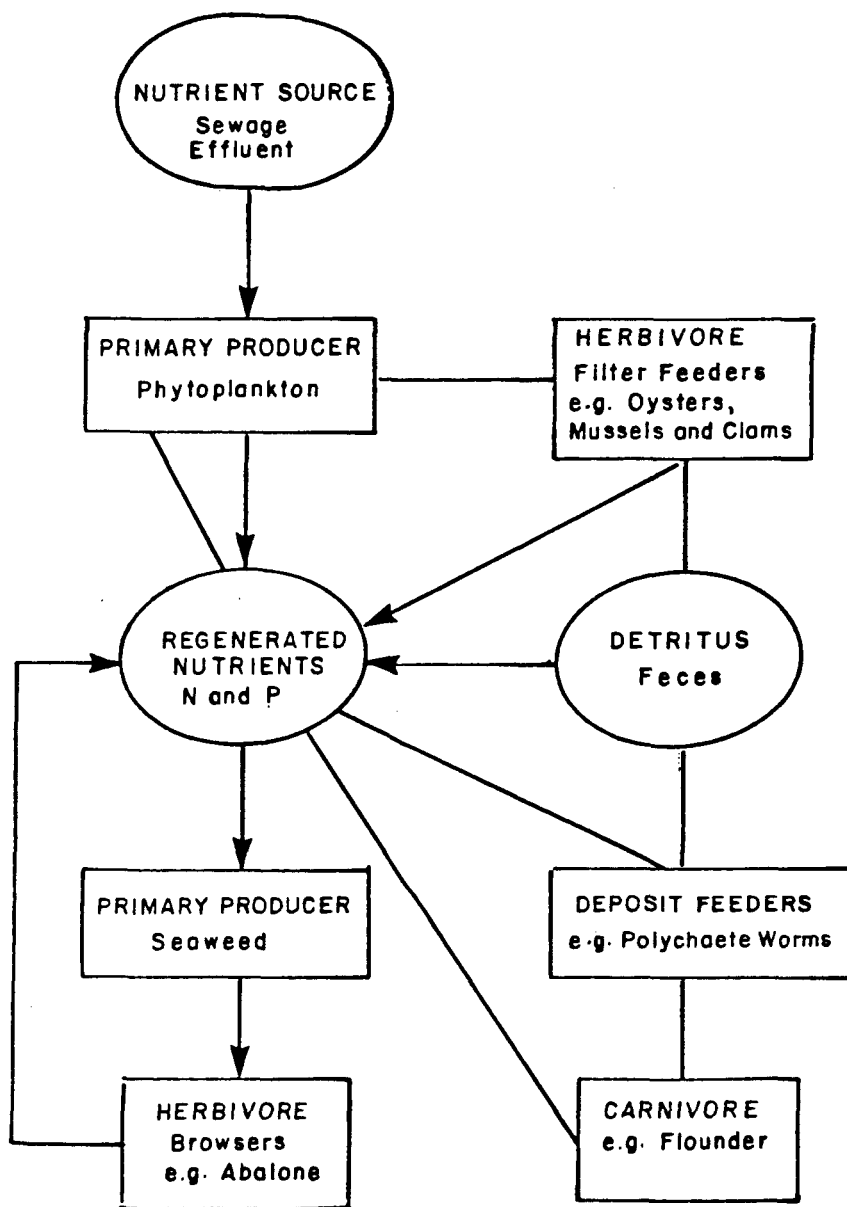 NUTRIENT SOURCE
Sewage
Effluent
PRIMARY PRODUCER
Phytoplankton
HERBIVORE
Filter Feeders
e.g. Oysters,
Mussels and Clams
REGENERATED
NUTRIENTS
N and P
DETRITUS
Feces
PRIMARY PRODUCER
Seaweed
DEPOSIT FEEDERS
e.g. Polychaete Worms
HERBIVORE
Browsers
e.g. Abalone
CARNIVORE
e.g. Flounder